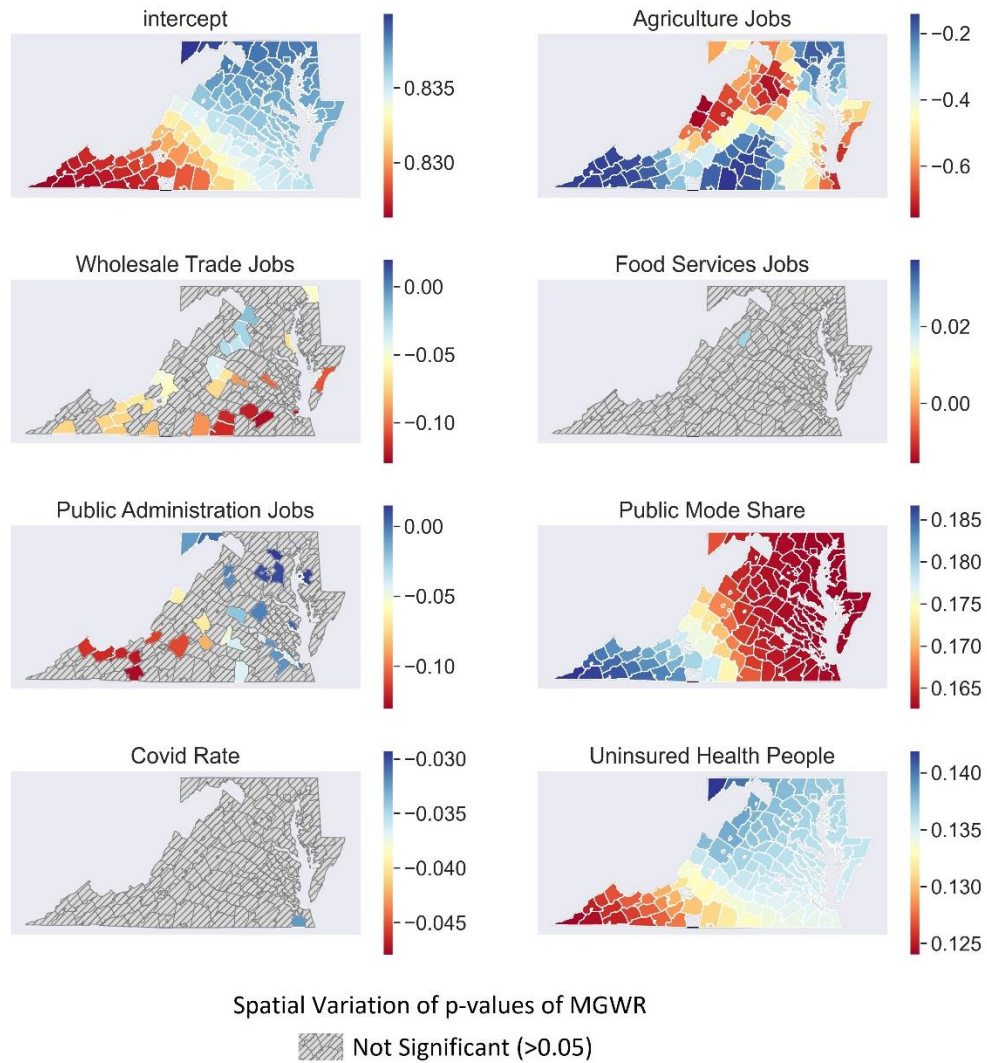 intercept
0.835
0.830
Agriculture Jobs
−0.2
−0.4
−0.6
Wholesale Trade Jobs
0.00
−0.05
−0.10
Food Services Jobs
0.02
0.00
Public Administration Jobs
0.00
−0.05
−0.10
Public Mode Share
0.185
0.180
0.175
0.170
0.165
Covid Rate
−0.030
−0.035
−0.040
−0.045
Uninsured Health People
0.140
0.135
0.130
0.125
Spatial Variation of p-values of MGWR
Not Significant (>0.05)